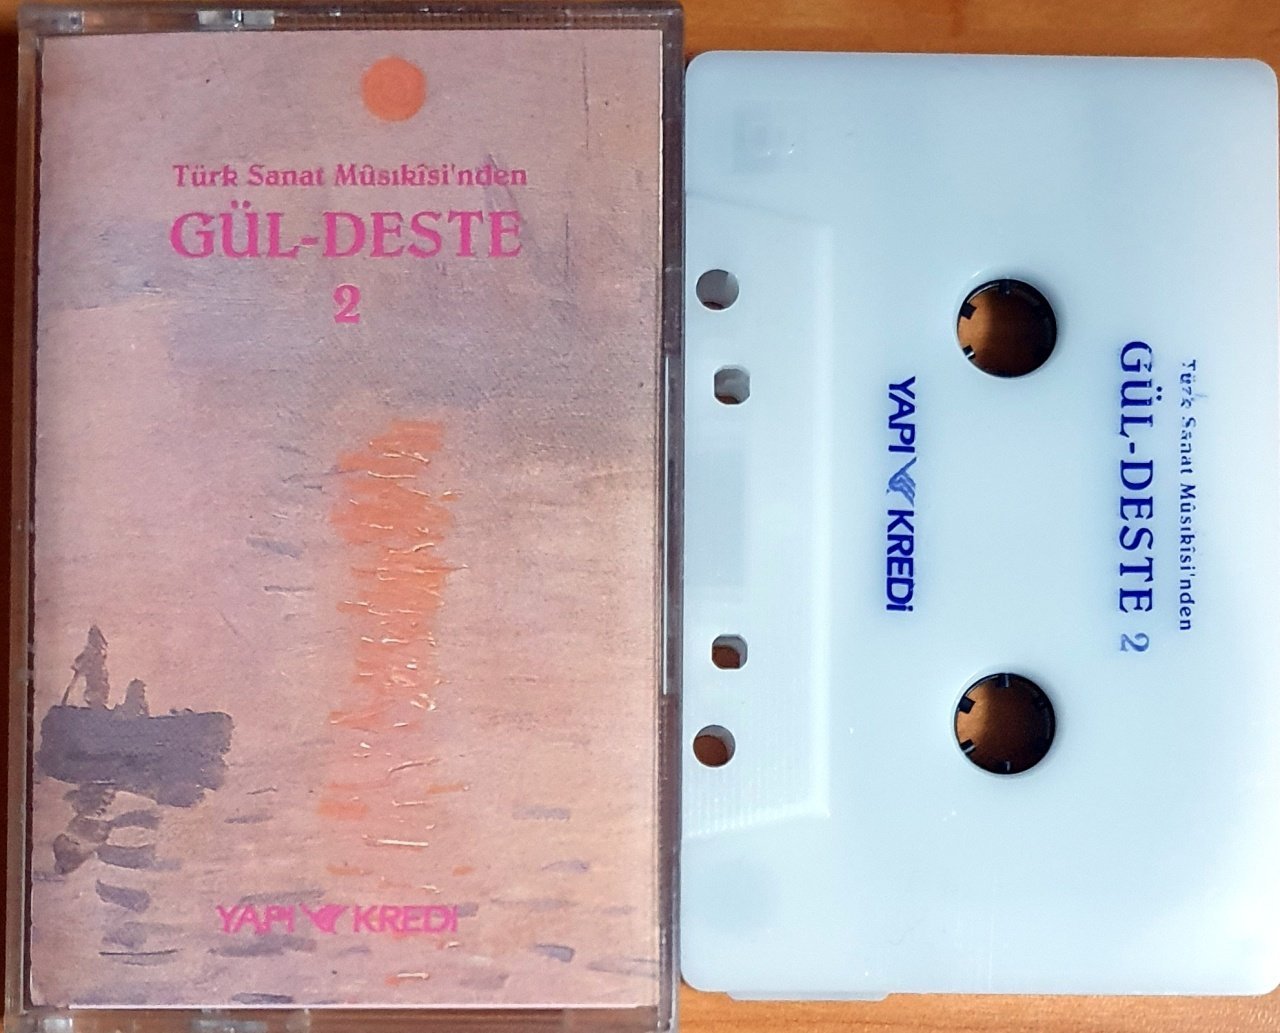 Türk Sanat Mûsıkîsi'nden
GÜL-DESTE
2
YAPI KREDİ
Türk Sanat Mûsıkîsi'nden
GÜL-DESTE 2
YAPI KREDİ